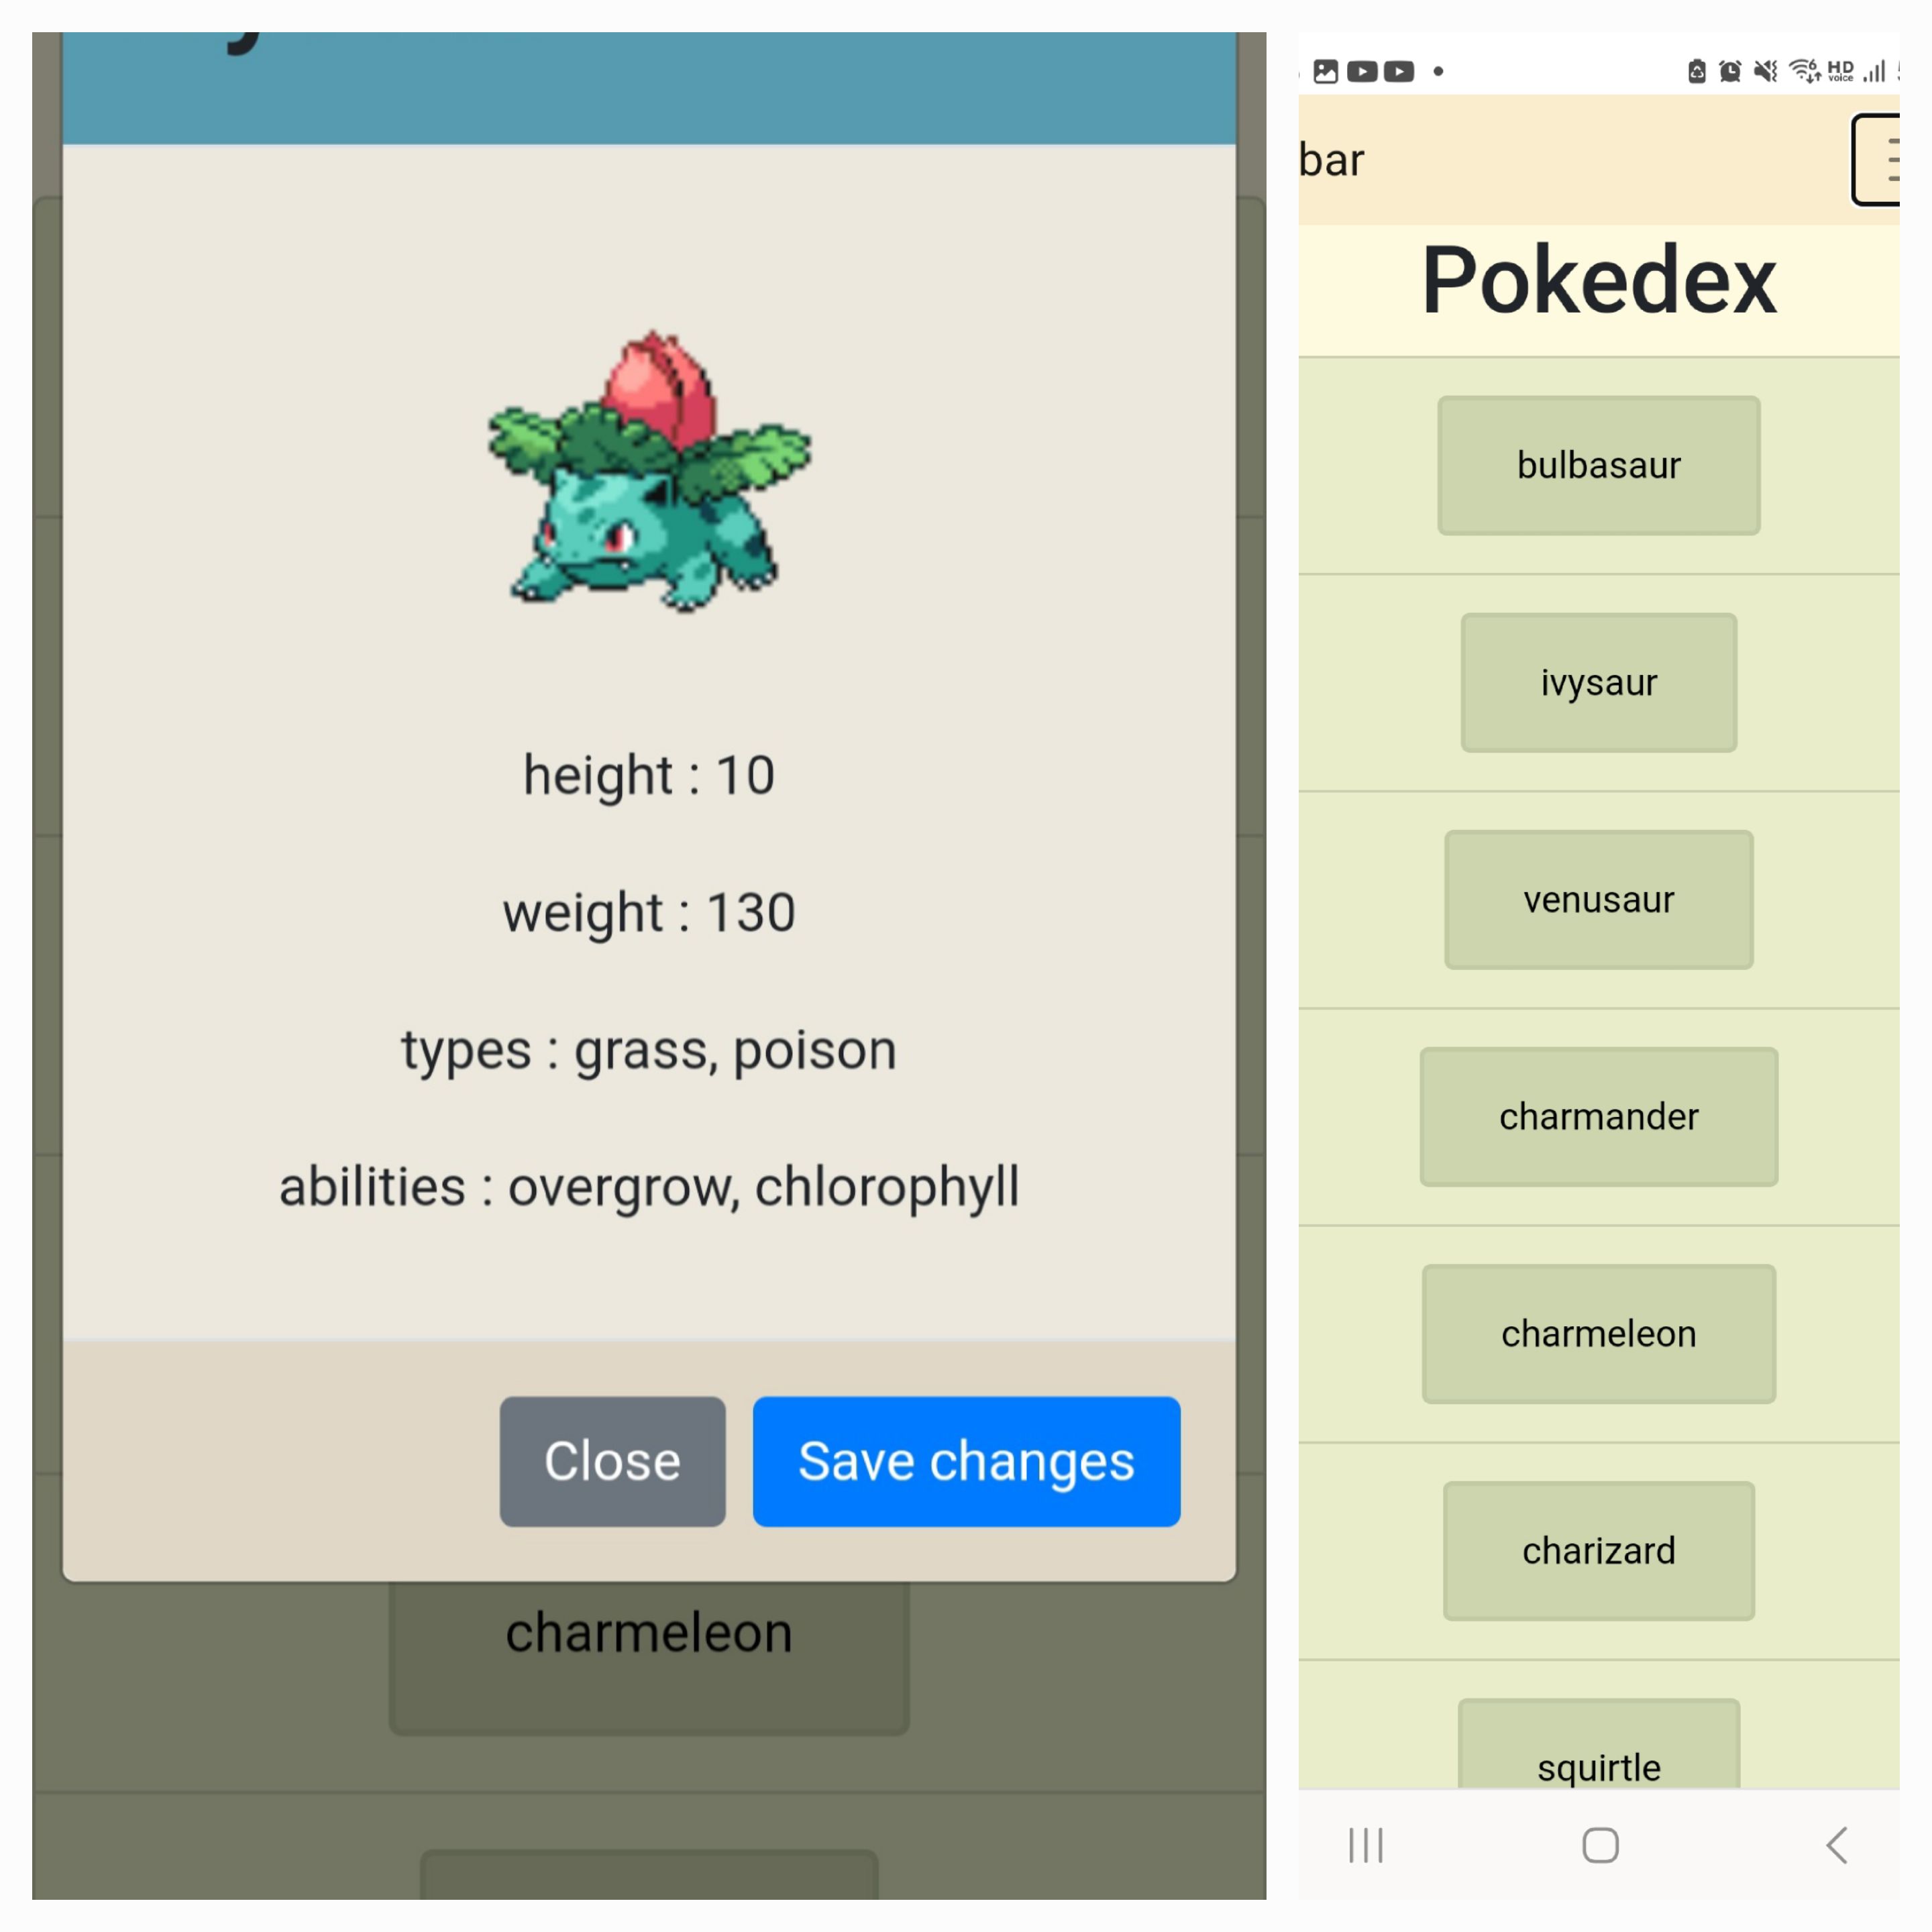 height : 10
weight : 130
types : grass, poison
abilities : overgrow, chlorophyll
Close
Save changes
charmeleon
HD
voice
bar
Pokedex
bulbasaur
ivysaur
venusaur
charmander
charmeleon
charizard
squirtle